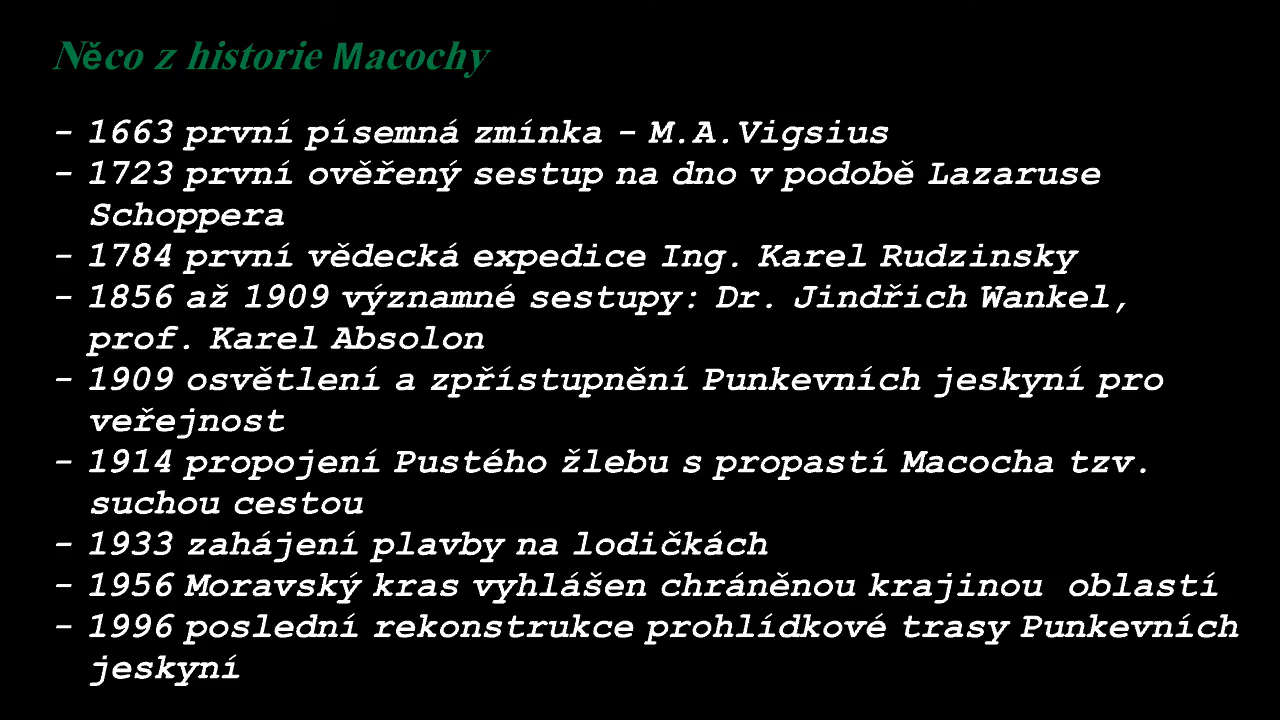 Něco z historie Macochy
- 1663 první písemná zmínka - M.A.Vigsius
- 1723 první ověřený sestup na dno v podobě Lazaruse
Schoppera
- 1784 první vědecká expedice Ing. Karel Rudzinsky
- 1856 až 1909 významné sestupy: Dr. Jindřich Wankel,
prof. Karel Absolon
- 1909 osvětlení a zpřístupnění Punkevních jeskyní pro
veřejnost
- 1914 propojení Pustého žlebu s propastí Macocha tzv.
suchou cestou
- 1933 zahájení plavby na lodičkách
- 1956 Moravský kras vyhlášen chráněnou krajinou oblastí
- 1996 poslední rekonstrukce prohlídkové trasy Punkevních
jeskyní